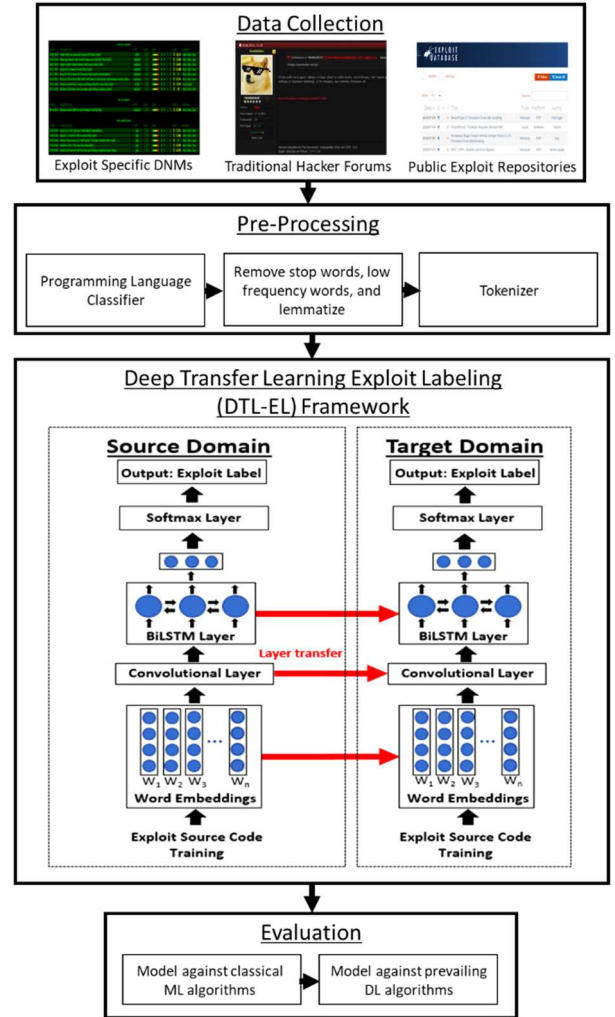 Data Collection
EXPLOIT
DATABASE
Exploit Specific DNMs
Traditional Hacker Forums
Public Exploit Repositories
Pre-Processing
Programming Language
Classifier
Remove stop words, low
frequency words, and
lemmatize
Tokenizer
Deep Transfer Learning Exploit Labeling
(DTL-EL) Framework
Source Domain
Output: Exploit Label
Softmax Layer
BiLSTM Layer
Convolutional Layer
...
W1 W2 W3 Wn
Word Embeddings
Exploit Source Code
Training
Layer transfer
Target Domain
Output: Exploit Label
Softmax Layer
BiLSTM Layer
Convolutional Layer
...
W1 W2 W3 Wn
Word Embeddings
Exploit Source Code
Training
Evaluation
Model against classical
ML algorithms
Model against prevailing
DL algorithms